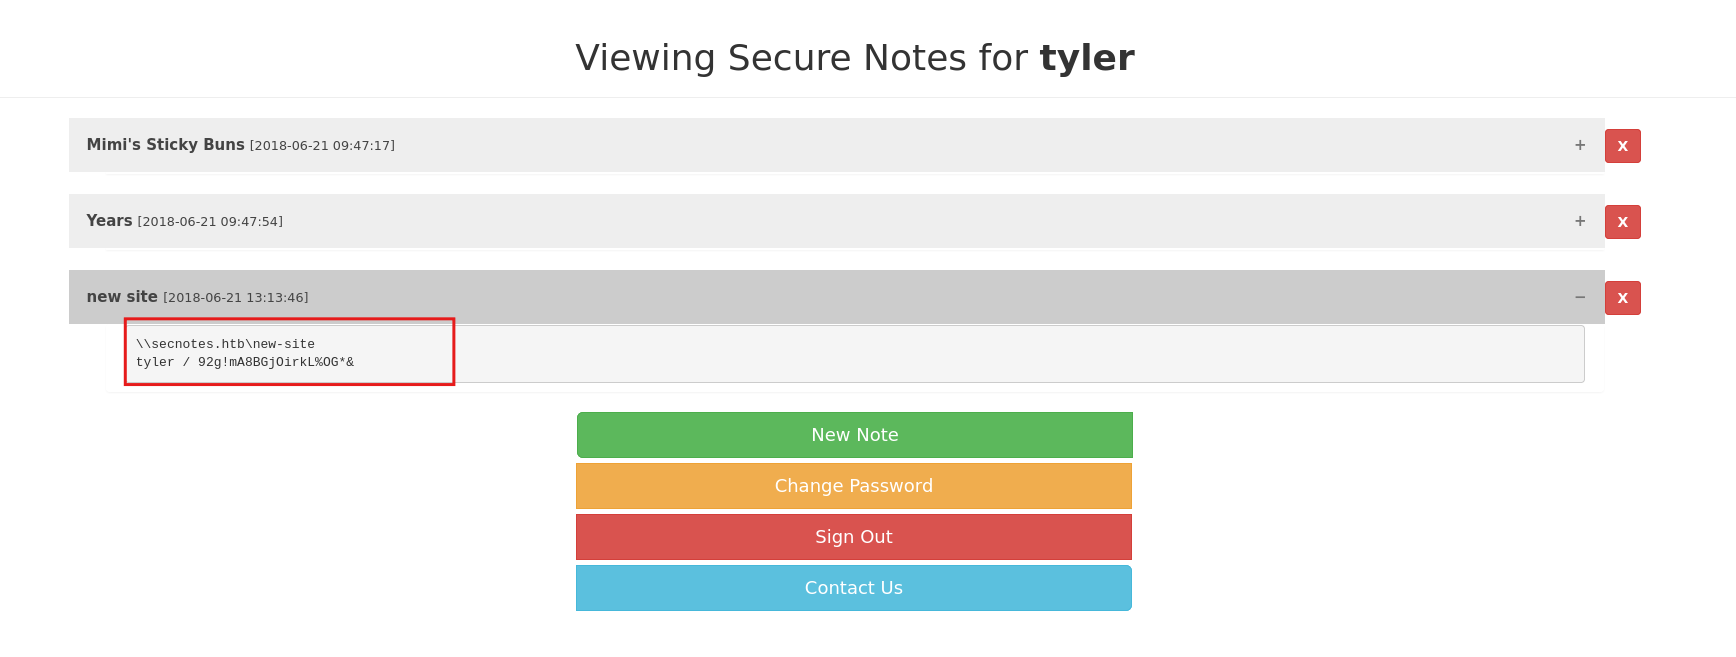 Viewing Secure Notes for tyler
Mimi's Sticky Buns [2018-06-21 09:47:17] +
X
Years [2018-06-21 09:47:54] +
X
new site [2018-06-21 13:13:46] −
X
\\secnotes.htb\new-site
tyler / 92g!mA8BGjOirkL%OG*&
New Note
Change Password
Sign Out
Contact Us